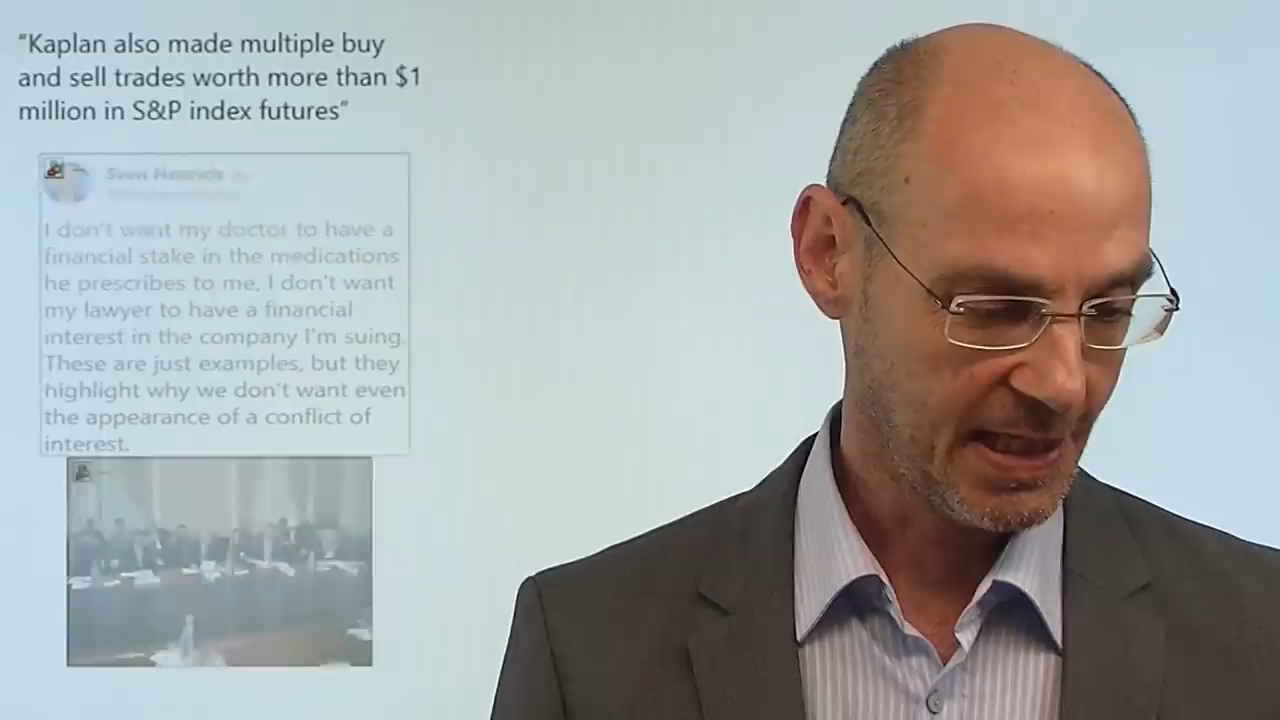 “Kaplan also made multiple buy
and sell trades worth more than $1
million in S&P index futures”
Sven Henrich
I don't want my doctor to have a
financial stake in the medications
he prescribes to me, I don't want
my lawyer to have a financial
interest in the company I'm suing.
These are just examples, but they
highlight why we don't want even
the appearance of a conflict of
interest.